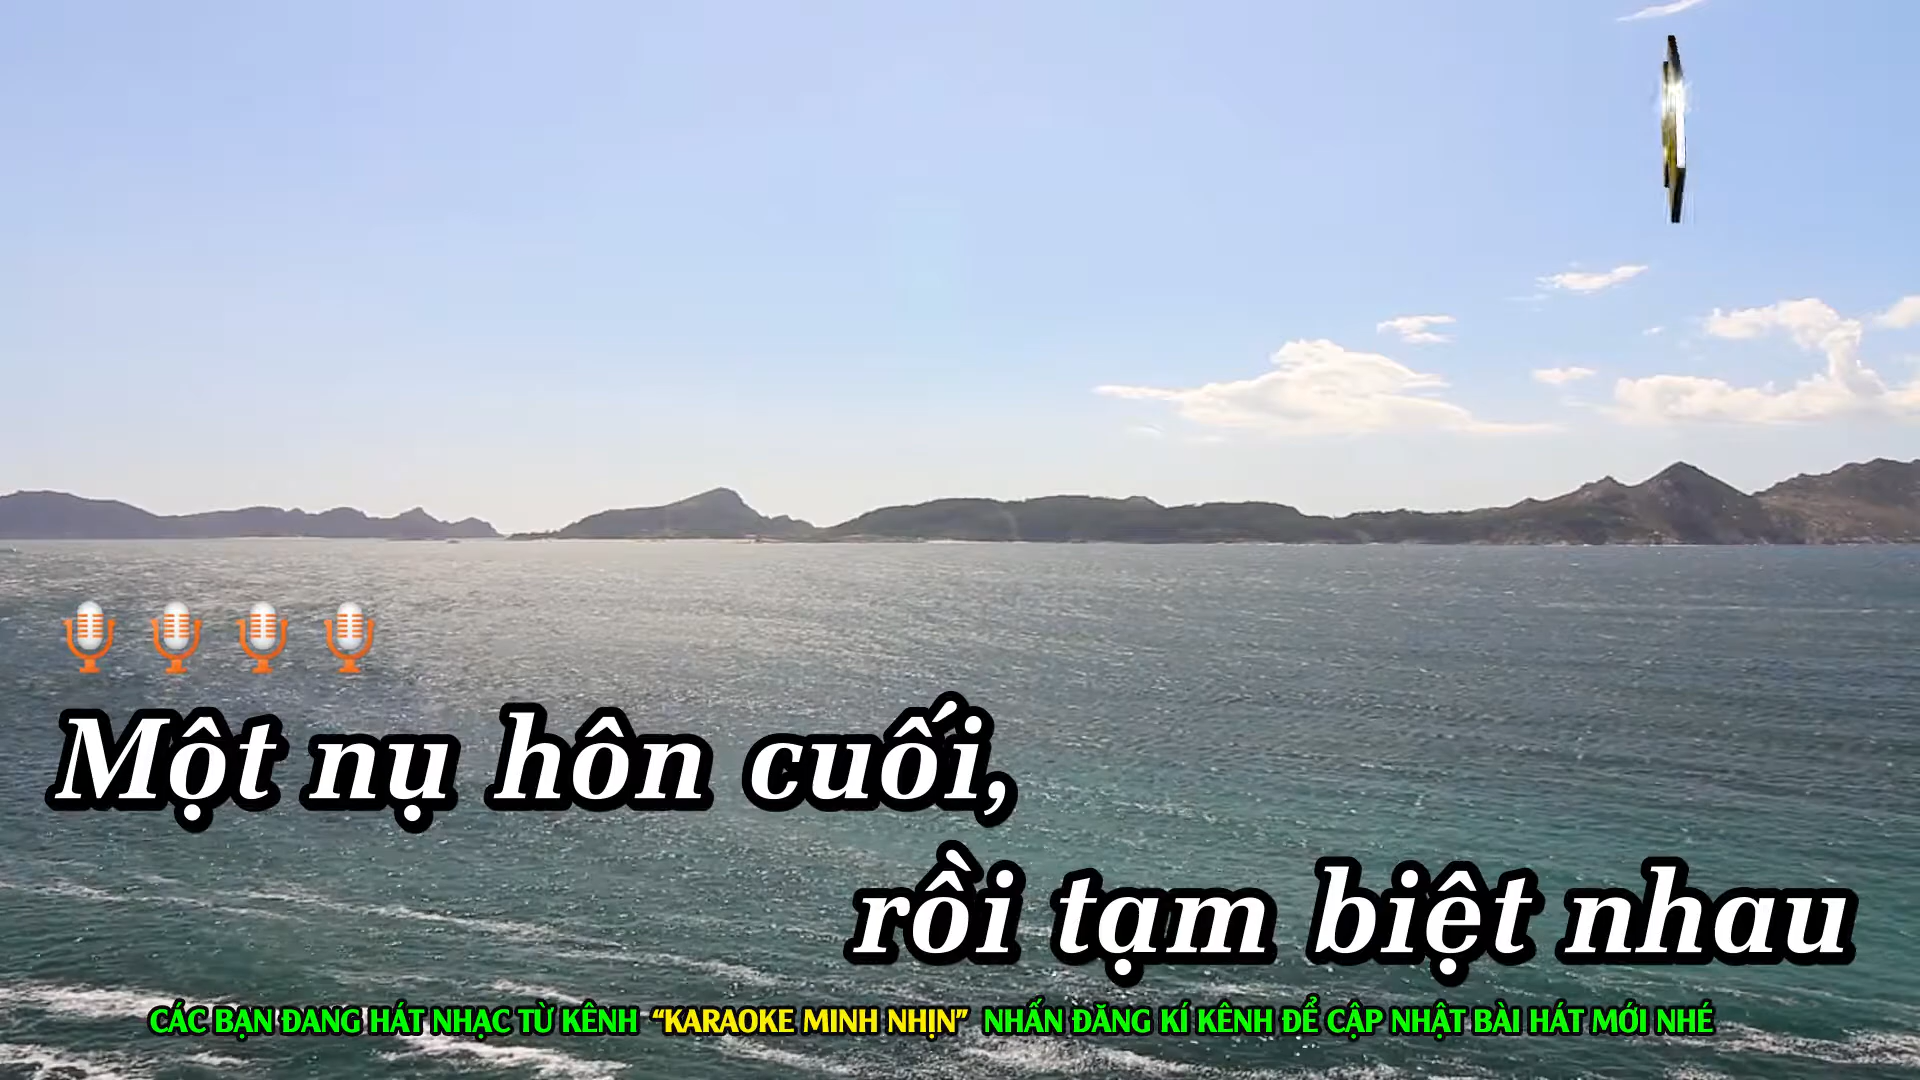 Một nụ hôn cuối,
rồi tạm biệt nhau
CÁC BẠN ĐANG HÁT NHẠC TỪ KÊNH “KARAOKE MINH NHỊN” NHẤN ĐĂNG KÍ KÊNH ĐỂ CẬP NHẬT BÀI HÁT MỚI NHÉ